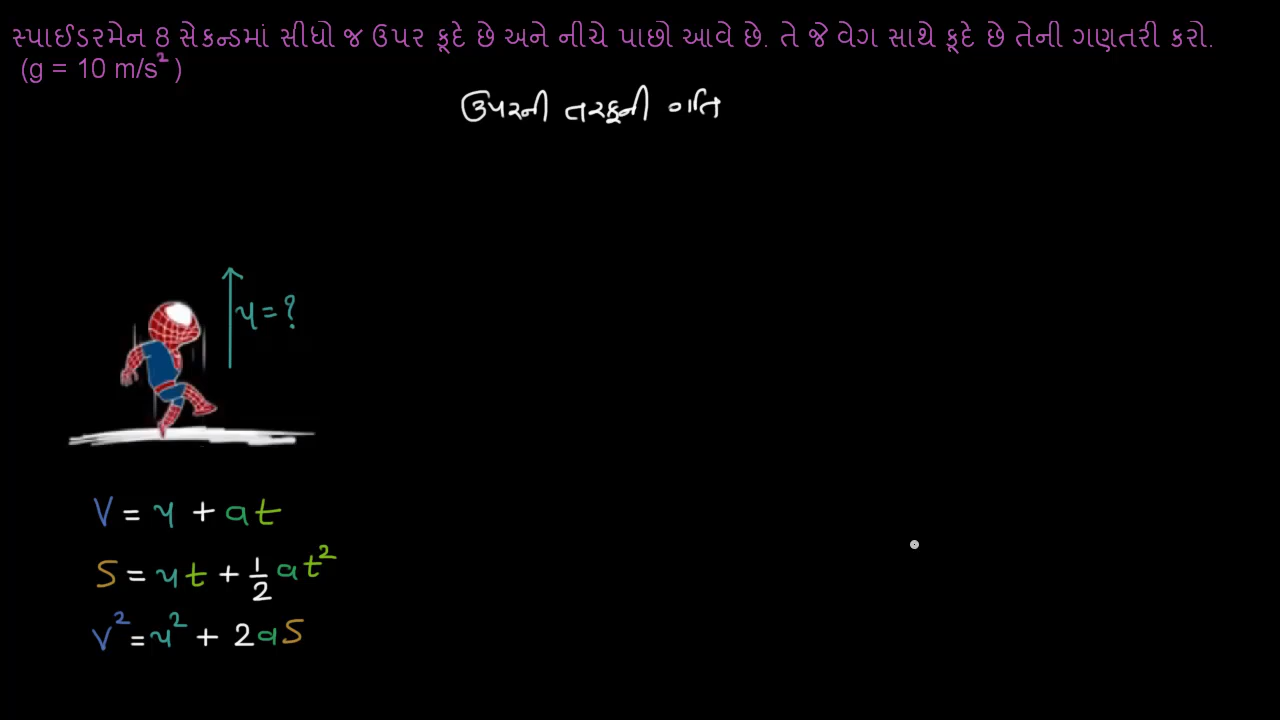 સ્પાઈડરમેન 8 સેકન્ડમાં સીધો જ ઉપર કૂદે છે અને નીચે પાછો આવે છે. તે જે વેગ સાથે કૂદે છે તેની ગણતરી કરો.
(g = 10 m/s²)
ઉપરની તરફની ગતિ
u = ?
V = u + at
S = ut + 1/2 at²
V² = u² + 2aS